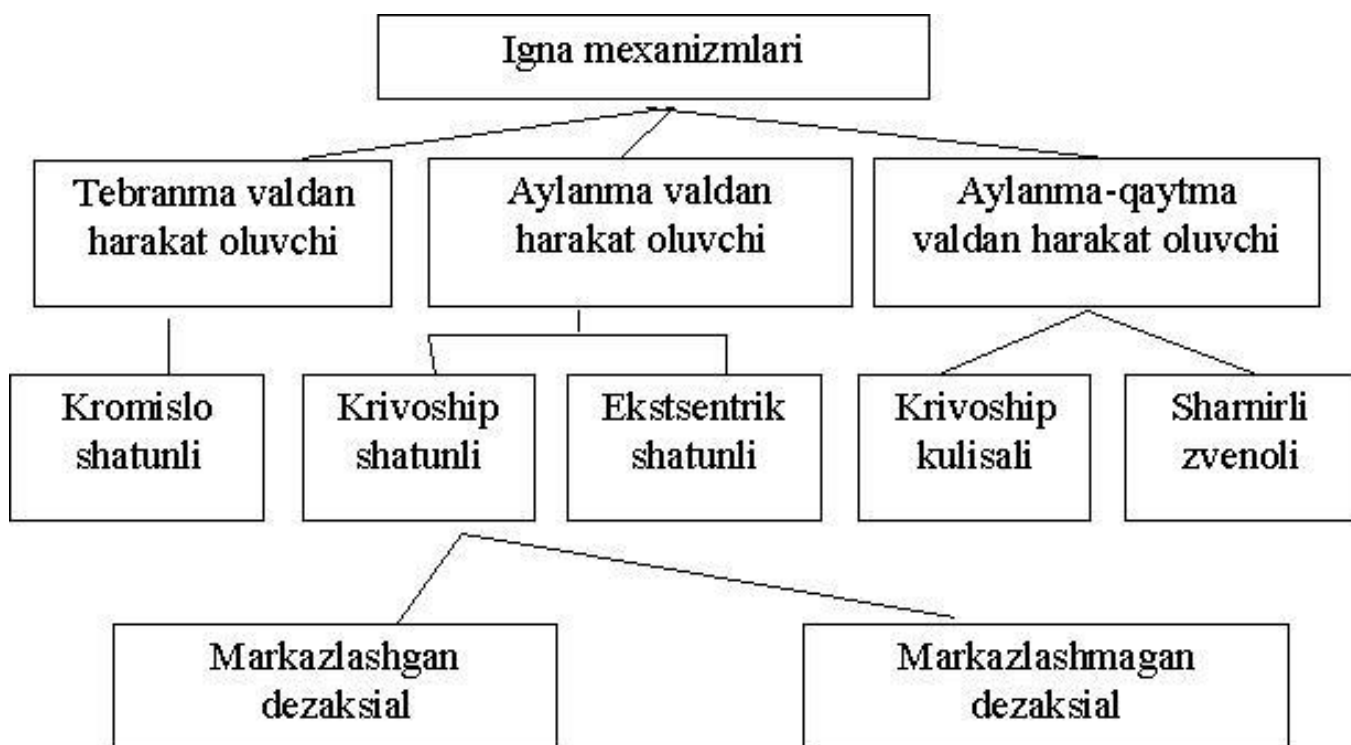 Igna mexanizmlari
Tebranma valdan
harakat oluvchi
Aylanma valdan
harakat oluvchi
Aylanma-qaytma
valdan harakat oluvchi
Kromislo
shatunli
Krivoship
shatunli
Ekstsentrik
shatunli
Krivoship
kulisali
Sharnirli
zvenoli
Markazlashgan
dezaksial
Markazlashmagan
dezaksial